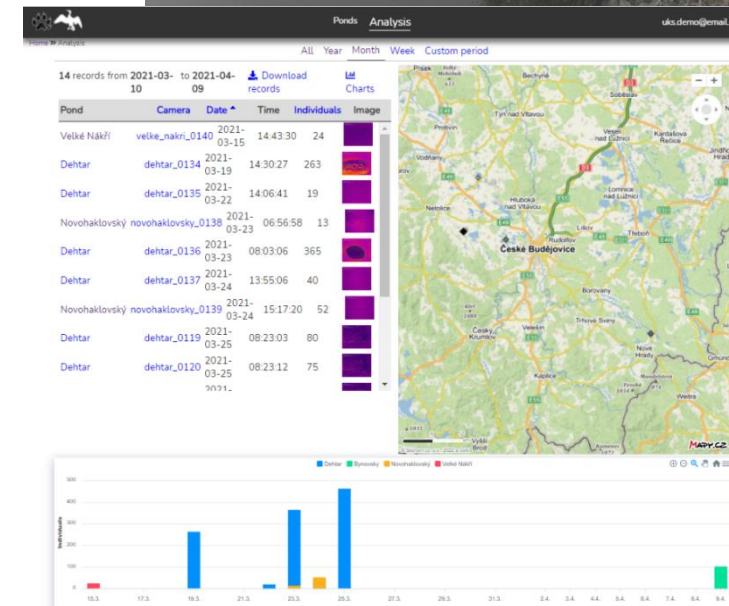 Ponds Analysis uks.demo@email.
Home » Analysis
All Year Month Week Custom period
14 records from 2021-03-10 to 2021-04-09 Download records Charts
Pond Camera Date Time Individuals Image
Velké Nákří velke_nakri_0140 2021-03-15 14:43:30 24
Dehtar dehtar_0134 2021-03-19 14:30:27 263
Dehtar dehtar_0135 2021-03-22 14:06:41 19
Novohaklovský novohaklovsky_0138 2021-03-23 06:56:58 13
Dehtar dehtar_0136 2021-03-23 08:03:06 365
Dehtar dehtar_0137 2021-03-24 13:55:06 40
Novohaklovský novohaklovsky_0139 2021-03-24 15:17:20 52
Dehtar dehtar_0119 2021-03-25 08:23:03 80
Dehtar dehtar_0120 2021-03-25 08:23:12 75
2021-
Písek
Bechyně
Soběslav
Týn nad Vltavou
Protivín
Veselí nad Lužnicí
Kardašova Řečice
Vodňany
Hluboká nad Vltavou
Lomnice nad Lužnicí
Netolice
Lišov
Třeboň
Rudolfov
České Budějovice
Borovany
Trhové Sviny
Český Krumlov
Velešín
Nové Hrady
Kaplice
Weitra
Vyšší Brod
MAPY.CZ
Dehtar Bynovský Novohaklovský Velké Nákří
Individuals
500
400
300
200
100
0
15.3. 17.3. 19.3. 21.3. 23.3. 25.3. 27.3. 29.3. 31.3. 2.4. 3.4. 4.4. 5.4. 6.4. 7.4. 8.4. 9.4.